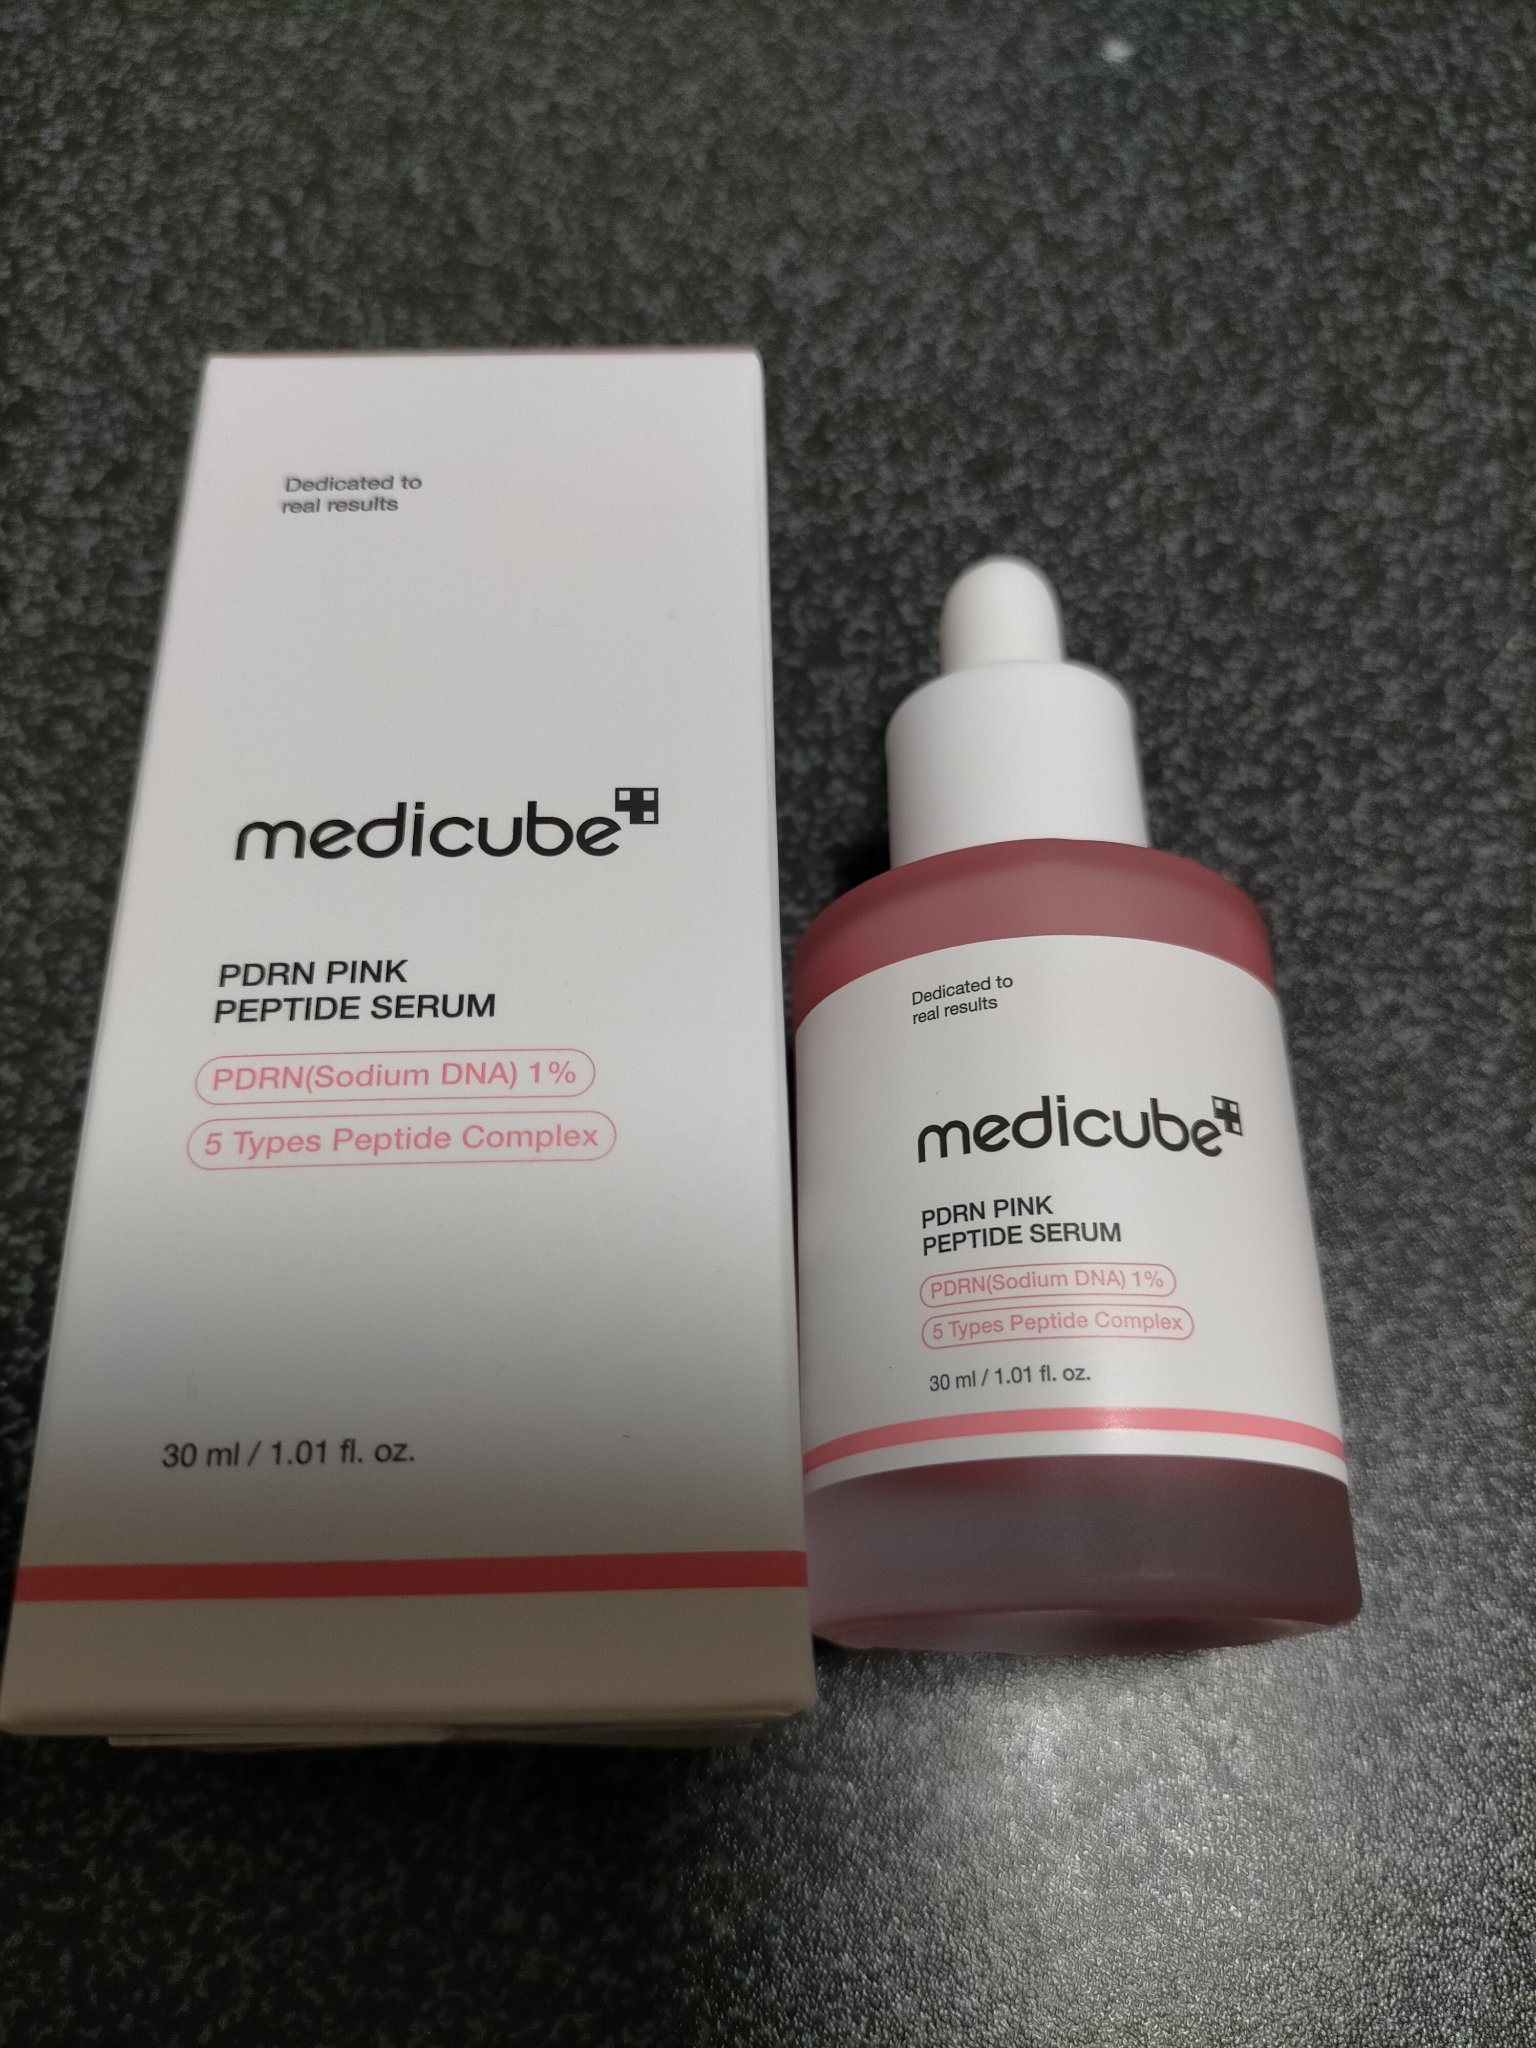 Dedicated to
real results
medicube
PDRN PINK
PEPTIDE SERUM
PDRN(Sodium DNA) 1%
5 Types Peptide Complex
30 ml / 1.01 fl. oz.
Dedicated to
real results
medicube
PDRN PINK
PEPTIDE SERUM
PDRN(Sodium DNA) 1%
5 Types Peptide Complex
30 ml / 1.01 fl. oz.